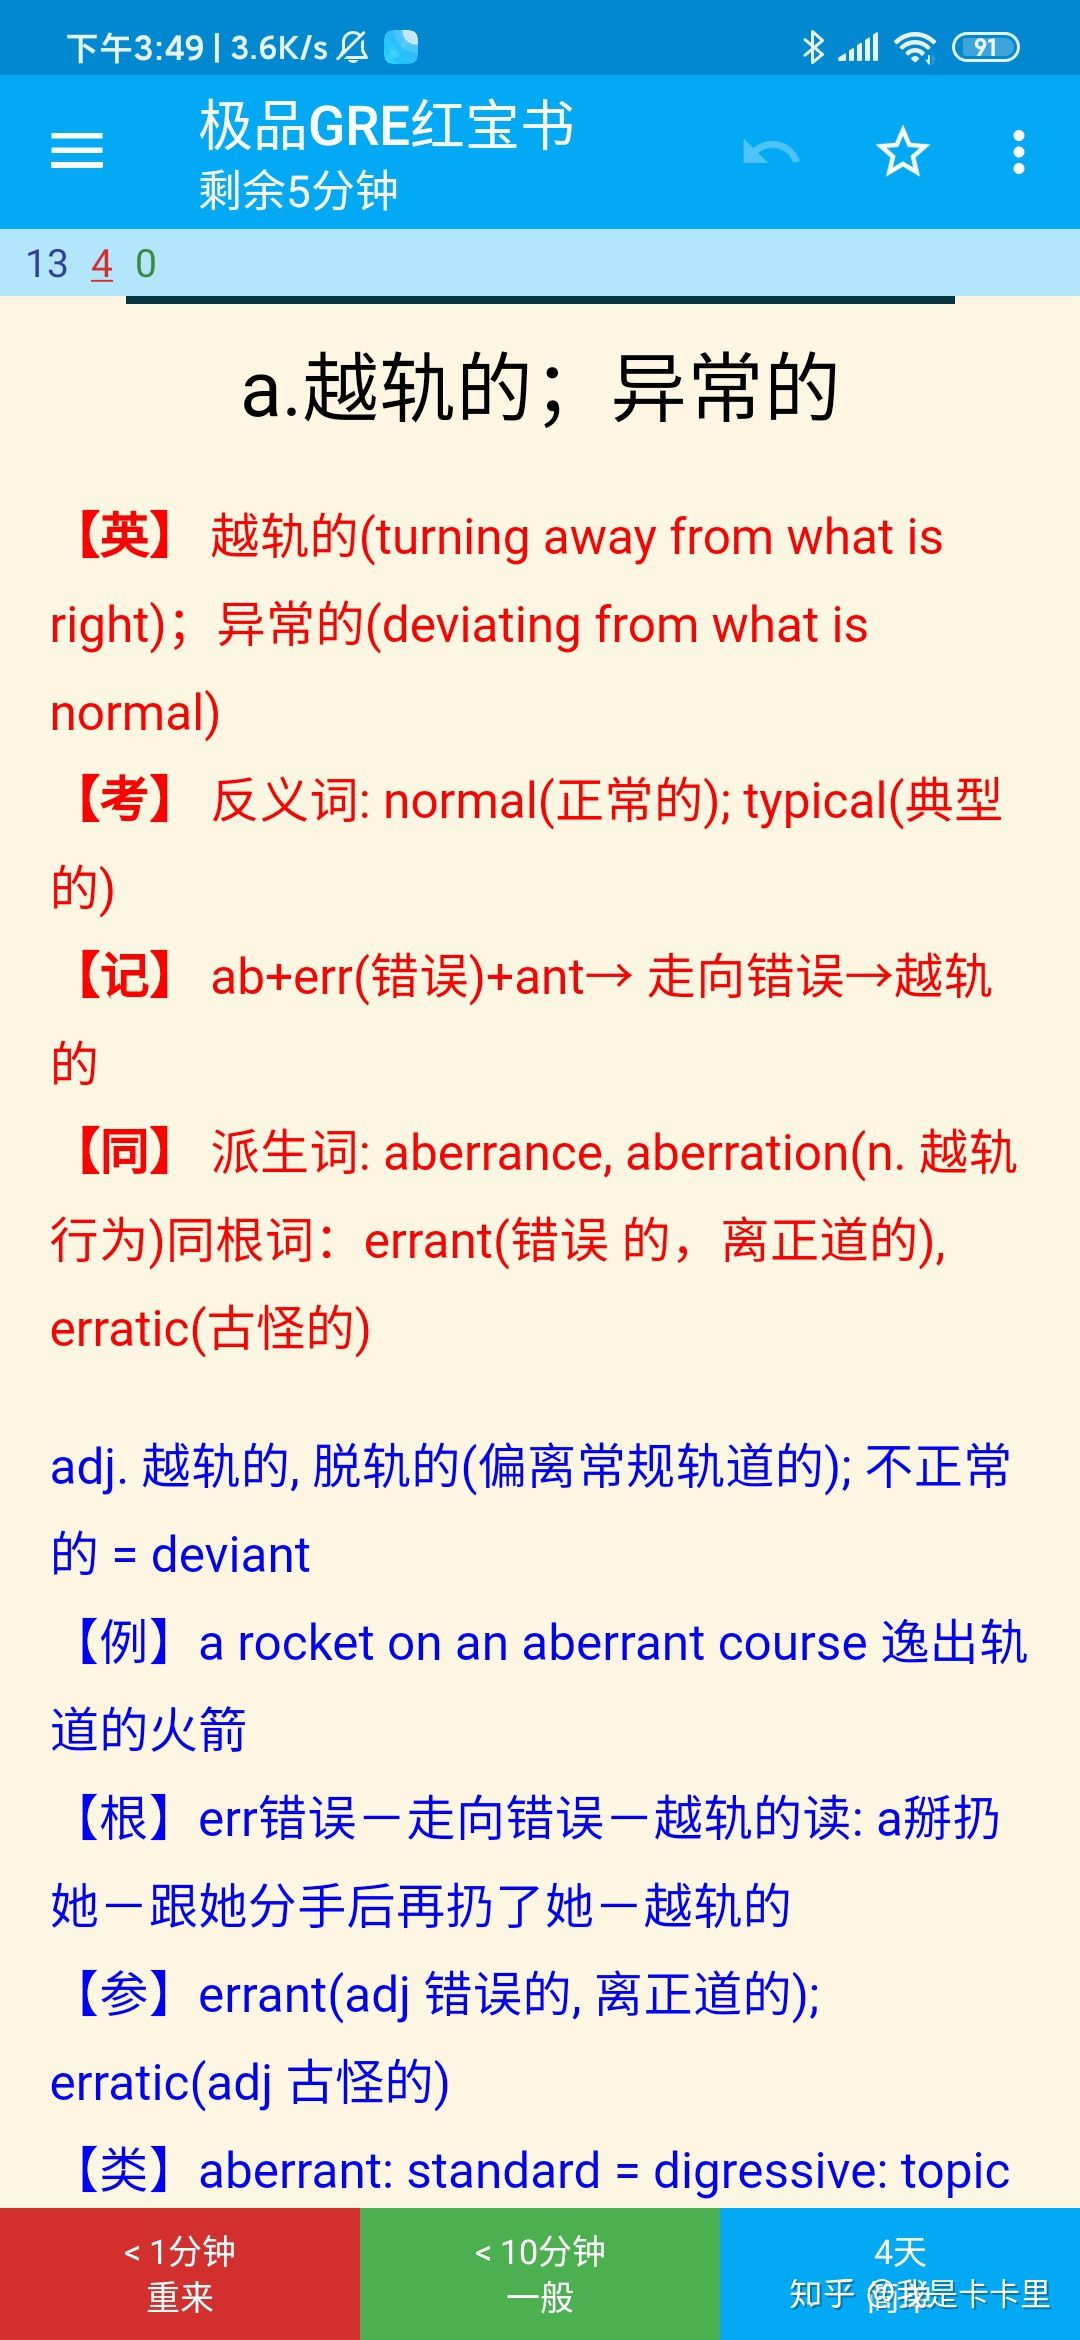 下午3:49 | 3.6K/s
91
极品GRE红宝书
剩余5分钟
13 4 0
a.越轨的；异常的
【英】 越轨的(turning away from what is
right)；异常的(deviating from what is
normal)
【考】 反义词: normal(正常的); typical(典型
的)
【记】 ab+err(错误)+ant→ 走向错误→越轨
的
【同】 派生词: aberrance, aberration(n. 越轨
行为)同根词：errant(错误 的，离正道的),
erratic(古怪的)
adj. 越轨的, 脱轨的(偏离常规轨道的); 不正常
的 = deviant
【例】a rocket on an aberrant course 逸出轨
道的火箭
【根】err错误－走向错误－越轨的读: a掰扔
她－跟她分手后再扔了她－越轨的
【参】errant(adj 错误的, 离正道的);
erratic(adj 古怪的)
【类】aberrant: standard = digressive: topic
< 1分钟
重来
< 10分钟
一般
4天
知乎 @我是卡卡里